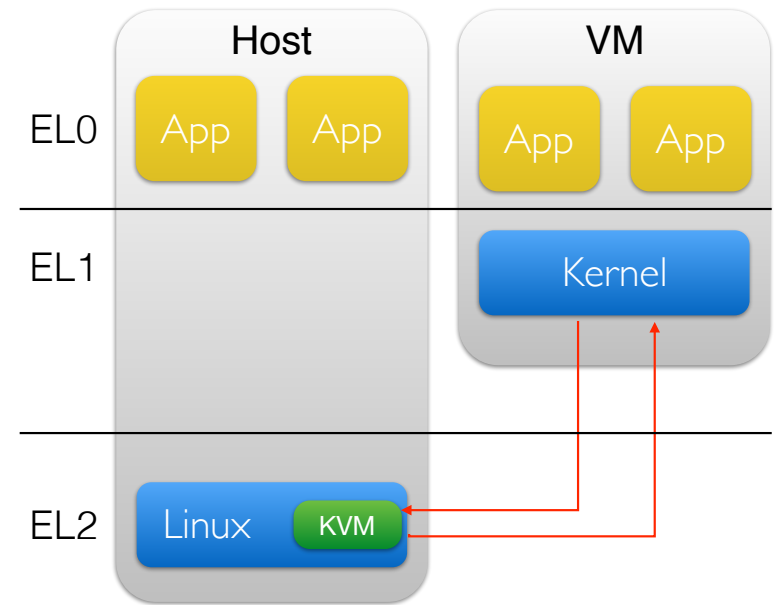 Host
VM
EL0
App
App
App
App
EL1
Kernel
EL2
Linux
KVM